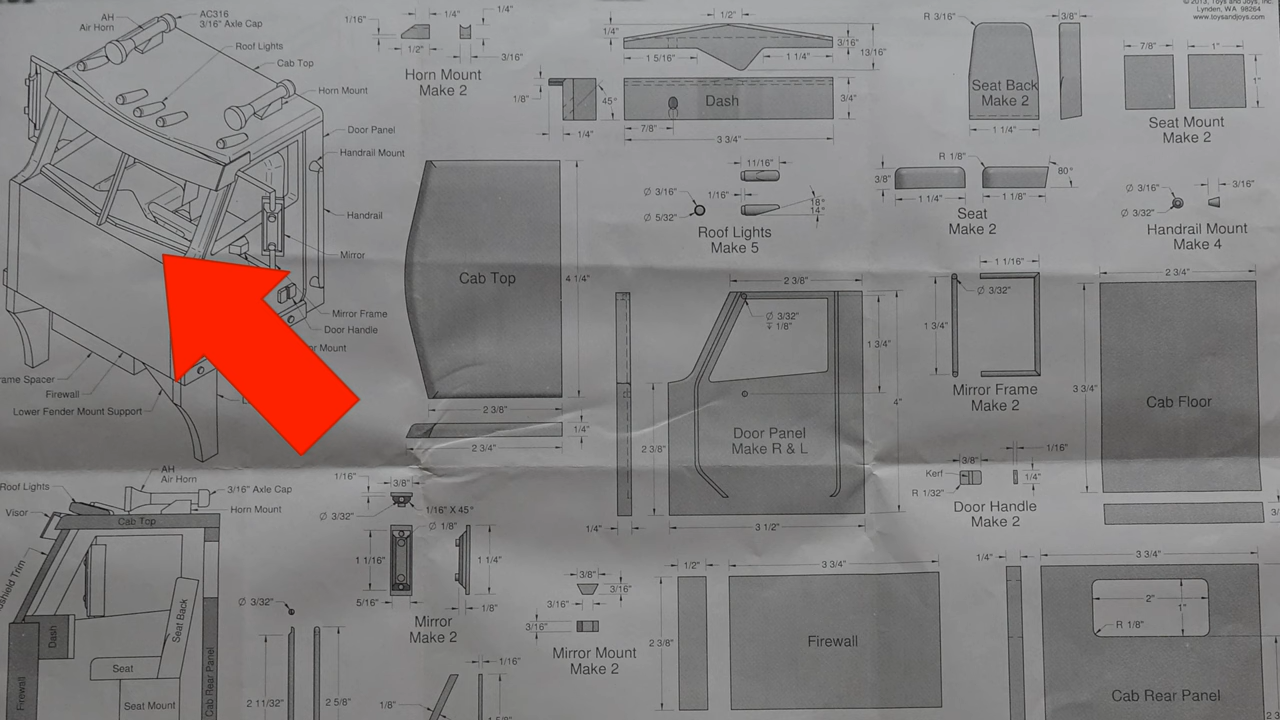 © 2013, Toys and Joys, Inc.
Lynden, WA 98264
www.toysandjoys.com
AH
Air Horn
AC316
3/16" Axle Cap
Roof Lights
Cab Top
Horn Mount
Door Panel
Handrail Mount
Handrail
Mirror
Mirror Frame
Door Handle
Mount
Spacer
Firewall
Lower Fender Mount Support
1/16"
1/4"
1/4"
1/2"
3/16"
Horn Mount
Make 2
1/2"
1/4"
3/16"
13/16"
1 5/16"
1 1/4"
1/8"
45°
1/4"
Dash
3/4"
7/8"
3 3/4"
R 3/16"
3/8"
Seat Back
Make 2
1 1/4"
7/8"
1"
1"
Seat Mount
Make 2
Cab Top
4 1/4"
2 3/8"
1/4"
2 3/4"
11/16"
Ø 3/16"
1/16"
Ø 5/32"
18°
14°
Roof Lights
Make 5
R 1/8"
3/8"
80°
1 1/4"
1 1/8"
Seat
Make 2
Ø 3/16"
3/16"
Ø 3/32"
Handrail Mount
Make 4
2 3/8"
Ø 3/32"
1/8"
1 3/4"
4"
Door Panel
Make R & L
2 3/8"
1/4"
3 1/2"
1 1/16"
Ø 3/32"
1 3/4"
Mirror Frame
Make 2
2 3/4"
3 3/4"
Cab Floor
1/16"
3/8"
Kerf
1/4"
R 1/32"
Door Handle
Make 2
AH
Air Horn
Roof Lights
3/16" Axle Cap
Visor
Horn Mount
Cab Top
Trim
Dash
Seat Back
Seat
Seat Mount
Firewall
Cab Rear Panel
1/16"
3/8"
Ø 3/32"
1/16" X 45°
Ø 1/8"
1 1/16"
1 1/4"
5/16"
1/8"
Mirror
Make 2
Ø 3/32"
2 11/32"
2 5/8"
1/16"
1/8"
3/8"
3/16"
3/16"
3/16"
Mirror Mount
Make 2
1/2"
3 3/4"
2 3/8"
Firewall
1/4"
3 3/4"
2"
1"
R 1/8"
Cab Rear Panel